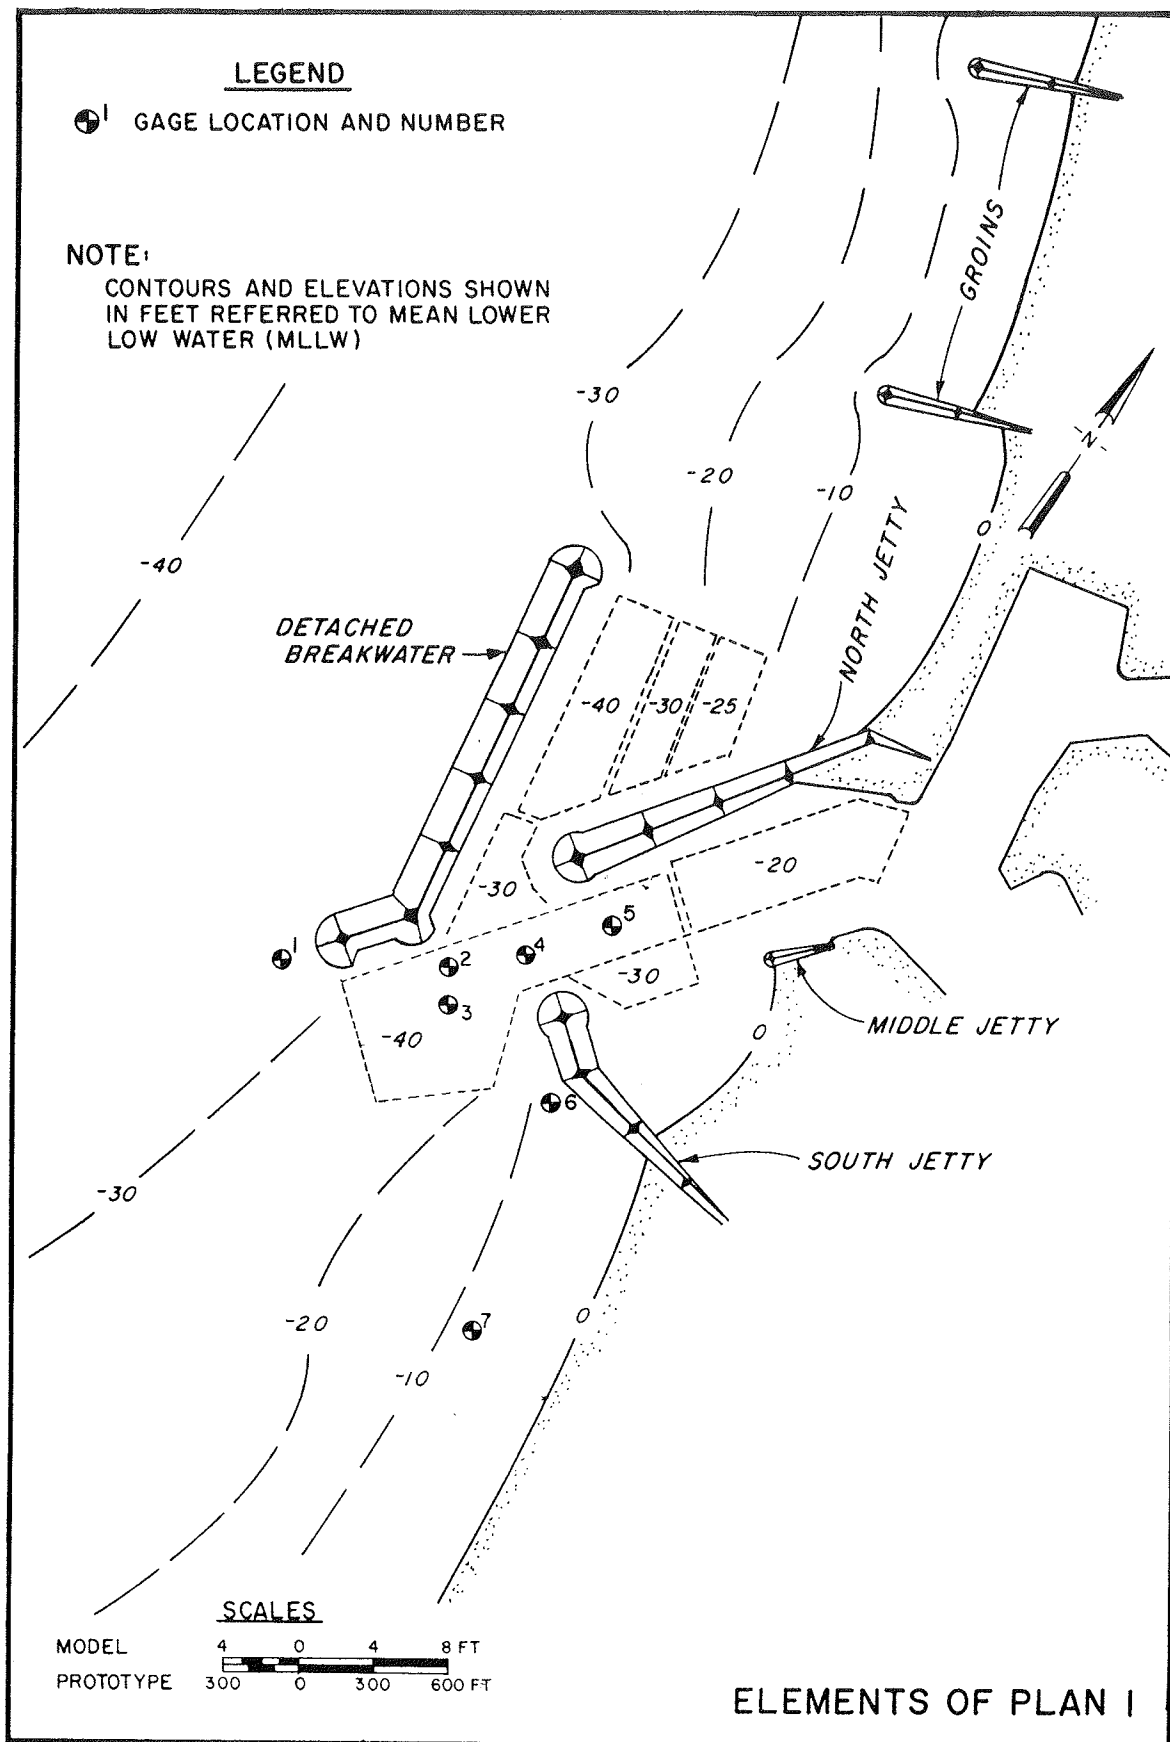 LEGEND
1 GAGE LOCATION AND NUMBER
NOTE:
CONTOURS AND ELEVATIONS SHOWN
IN FEET REFERRED TO MEAN LOWER
LOW WATER (MLLW)
GROINS
-30
-20
-10
-N-
0
-40
NORTH JETTY
DETACHED
BREAKWATER
-40
-30
-25
-20
-30
1
2
3
4
5
-30
-40
MIDDLE JETTY
0
6
SOUTH JETTY
-30
-20
7
0
-10
SCALES
MODEL 4 0 4 8 FT
PROTOTYPE 300 0 300 600 FT
ELEMENTS OF PLAN 1